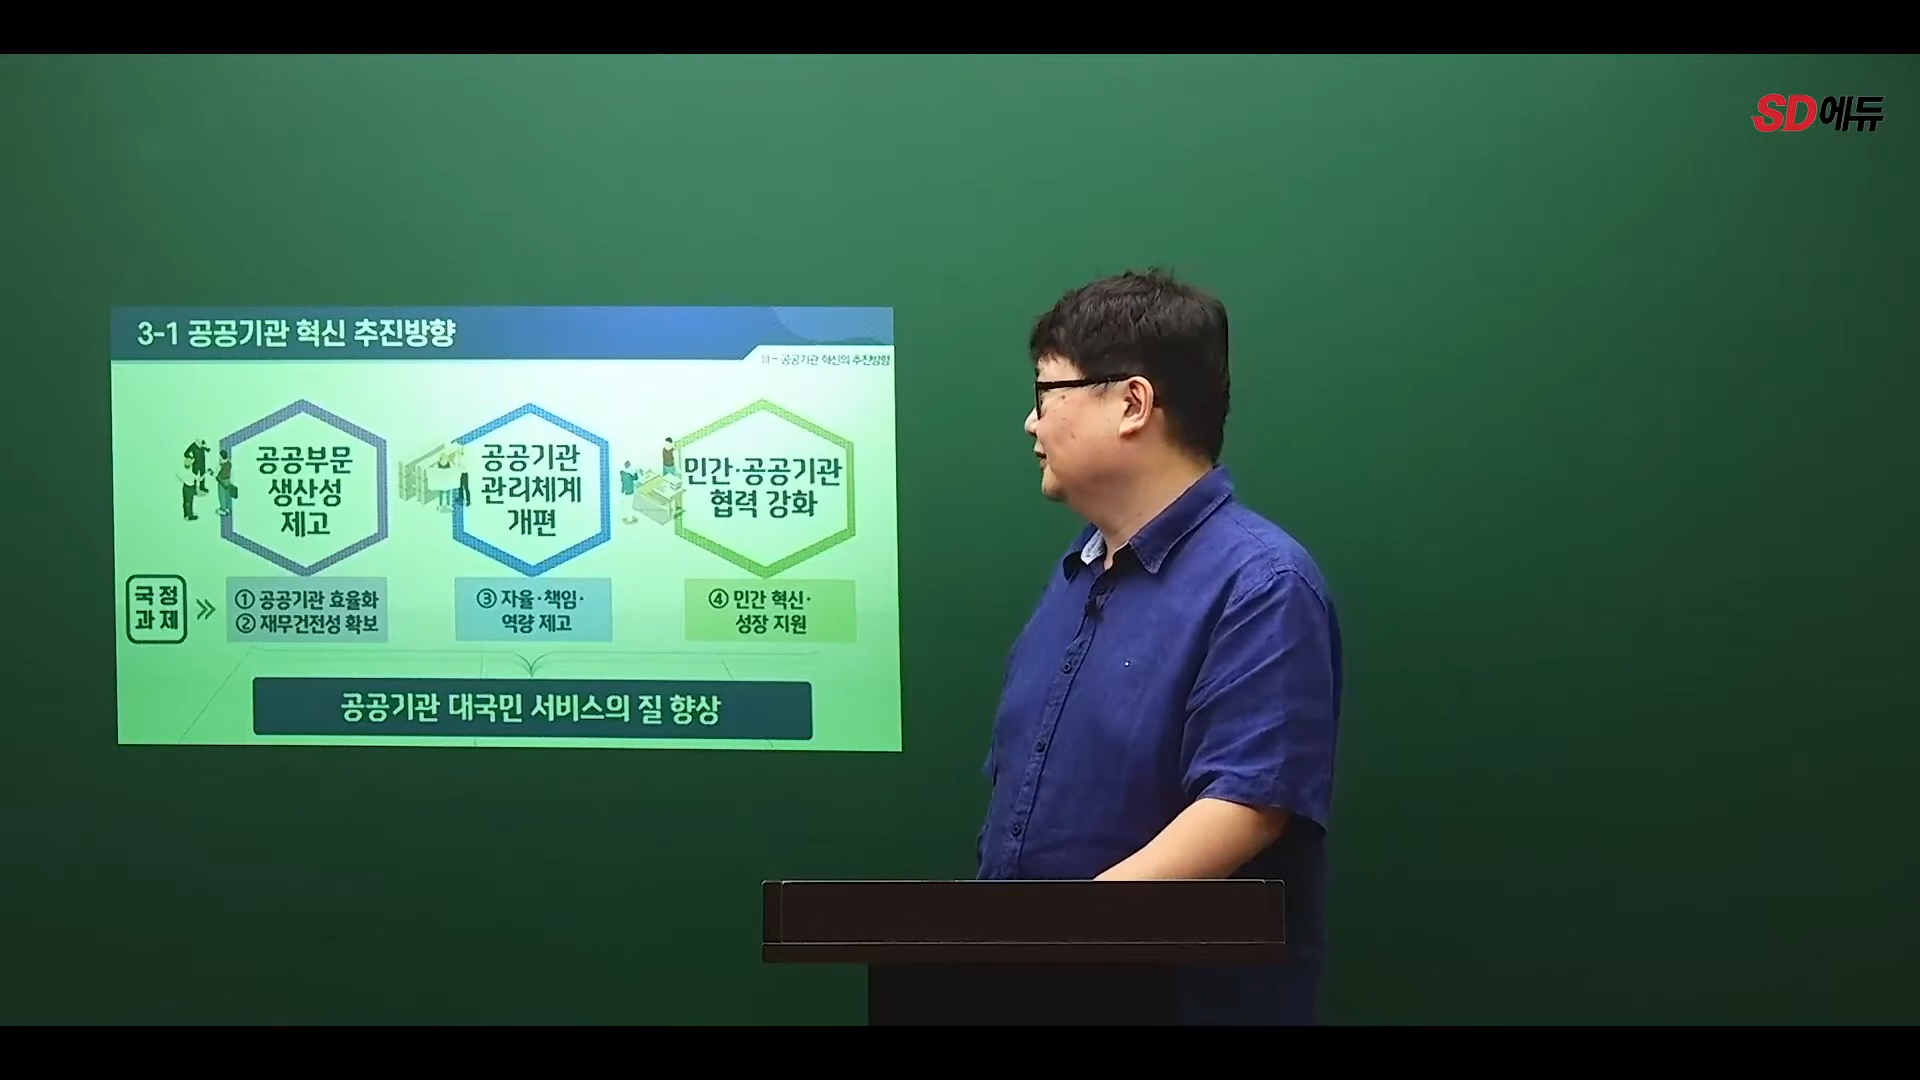 SD에듀
3-1 공공기관 혁신 추진방향
III - 공공기관 혁신의 추진방향
공공부문
생산성
제고
공공기관
관리체계
개편
민간·공공기관
협력 강화
국정
과제
① 공공기관 효율화
② 재무건전성 확보
③ 자율·책임·
역량 제고
④ 민간 혁신·
성장 지원
공공기관 대국민 서비스의 질 향상